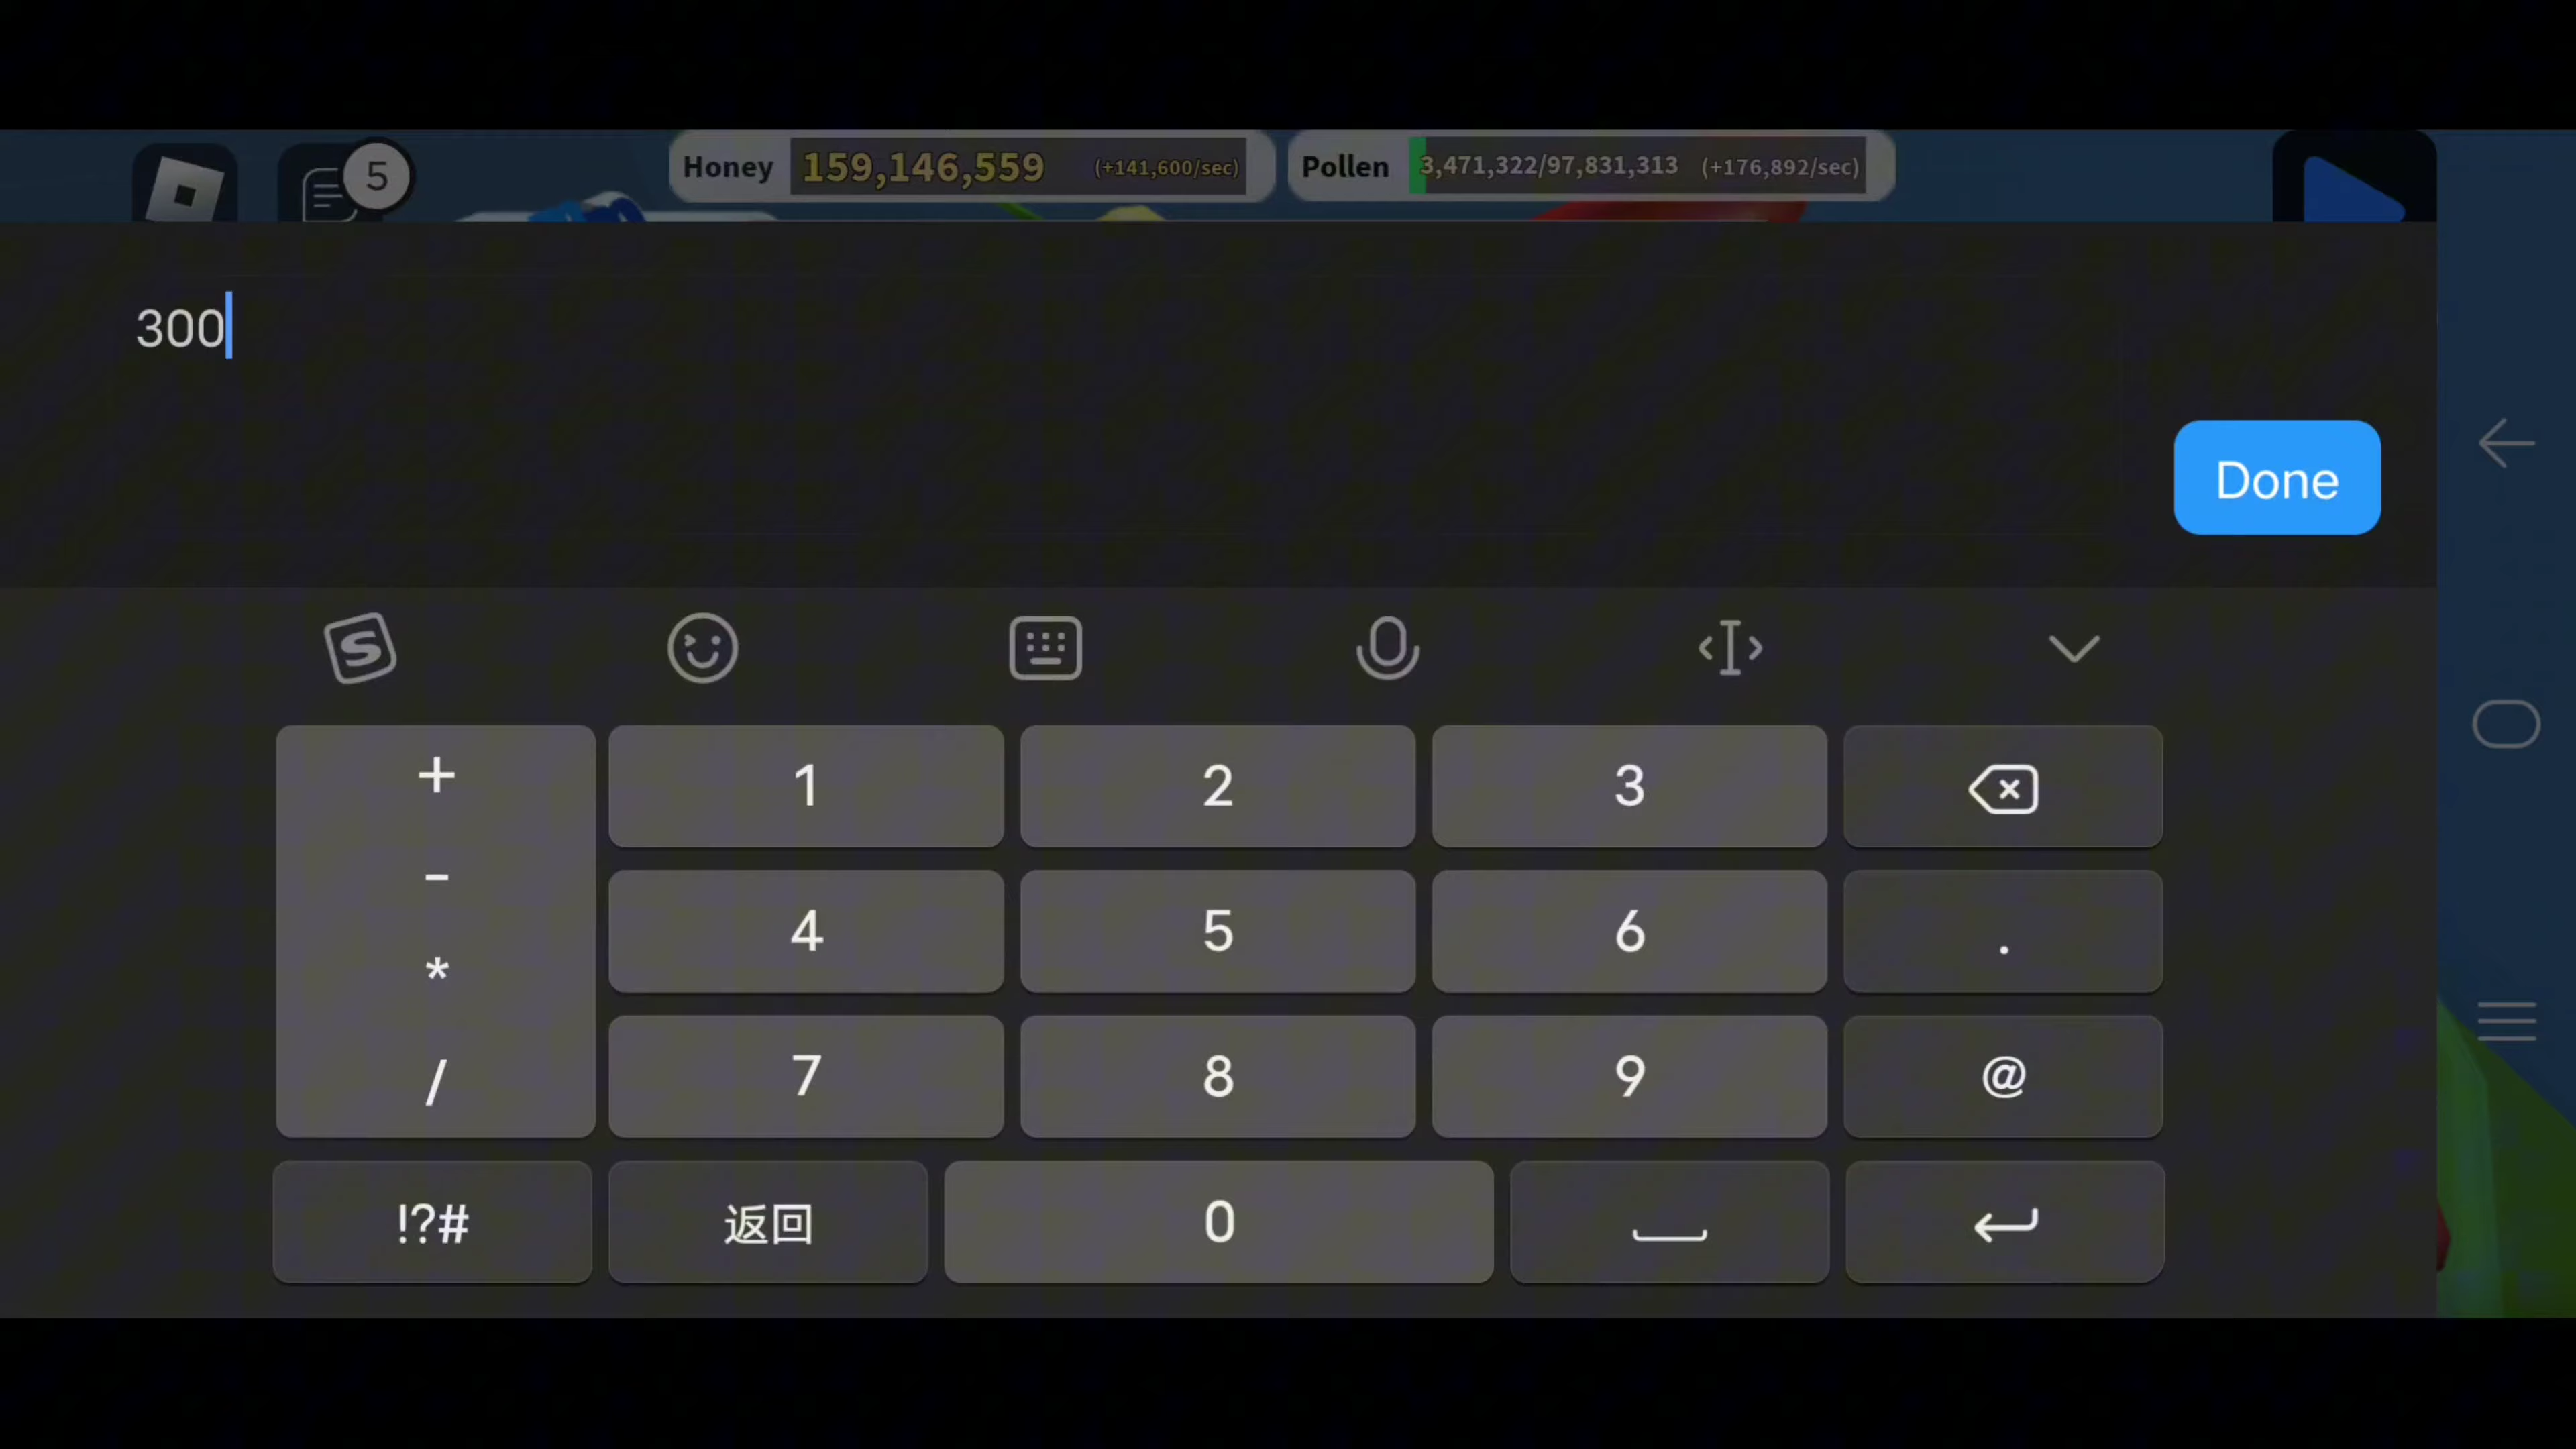 5
Honey 159,146,559 (+141,600/sec)
Pollen 3,471,322/97,831,313 (+176,892/sec)
300
Done
+ 1 2 3
- 4 5 6 .
*
/ 7 8 9 @
!?# 返回 0